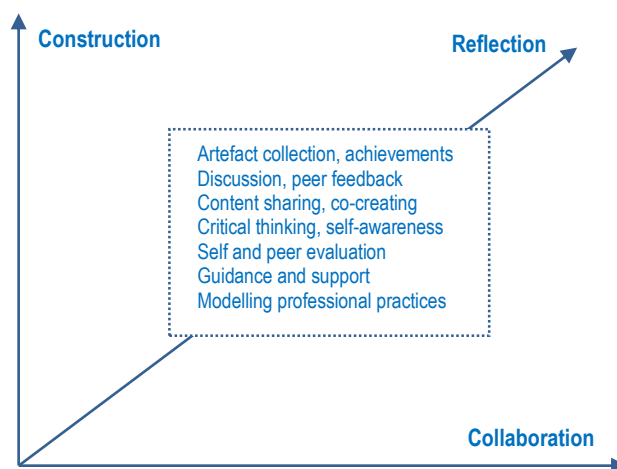 Construction
Reflection
Artefact collection, achievements
Discussion, peer feedback
Content sharing, co-creating
Critical thinking, self-awareness
Self and peer evaluation
Guidance and support
Modelling professional practices
Collaboration